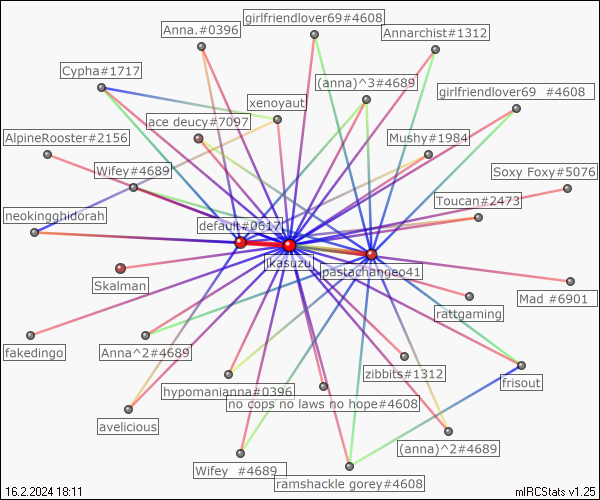 girlfriendlover69#4608
Anna.#0396
Annarchist#1312
Cypha#1717
(anna)^3#4689
girlfriendlover69 #4608
xenoyaut
ace deucy#7097
AlpineRooster#2156
Mushy#1984
Wifey#4689
Soxy Foxy#5076
Toucan#2473
neokingghidorah
default#0617
ikasuzu
pastachengeo41
Skalman
Mad #6901
rattgaming
fakedingo
Anna^2#4689
zibbits#1312
frisout
hypomanianna#0396
no cops no laws no hope#4608
avelicious
(anna)^2#4689
Wifey #4689
ramshackle gorey#4608
16.2.2024 18:11
mIRCStats v1.25